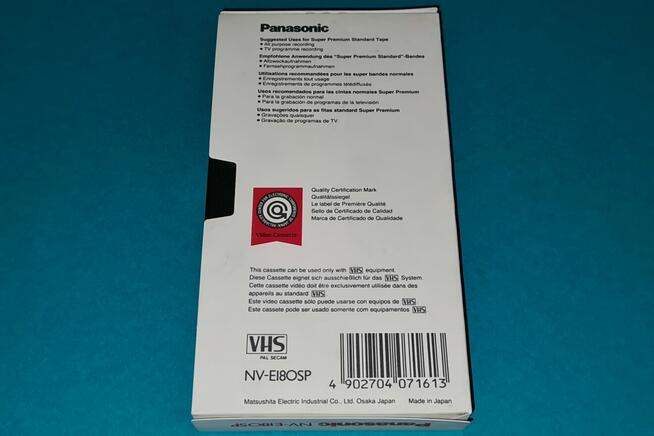 Panasonic
Suggested Uses for Super Premium Standard Tape
• All purpose recording
• TV programme recording
Empfohlene Anwendung des "Super Premium Standard"-Bandes
• Allzweckaufnahmen
• Fernsehprogrammaufnahmen
Utilisations recommandées pour les super bandes normales
• Enregistrements tout usage
• Enregistrements de programmes télédiffusés
Usos recomendados para las cintas normales Super Premium
• Para la grabación normal
• Para la grabación de programas de la televisión
Usos sugeridos para as fitas standard Super Premium
• Gravações quaisquer
• Gravação de programas de TV
Quality Certification Mark
Qualitätssiegel
Le label de Première Qualité
Sello de Certificado de Calidad
Marca de Certificado de Qualidade
Video Cassette
This cassette can be used only with VHS equipment.
Diese Cassette eignet sich ausschließlich für das VHS System.
Cette cassette vidéo doit être exclusivement utilisée dans des
appareils au standard VHS
Este video cassette sólo puede usarse con equipos de VHS
Este cassete pode ser usado somente com equipamentos VHS
VHS
PAL SECAM
NV-E180SP
4 902704 071613
Matsushita Electric Industrial Co., Ltd. Osaka Japan Made in Japan
Panasonic NV-E180SP